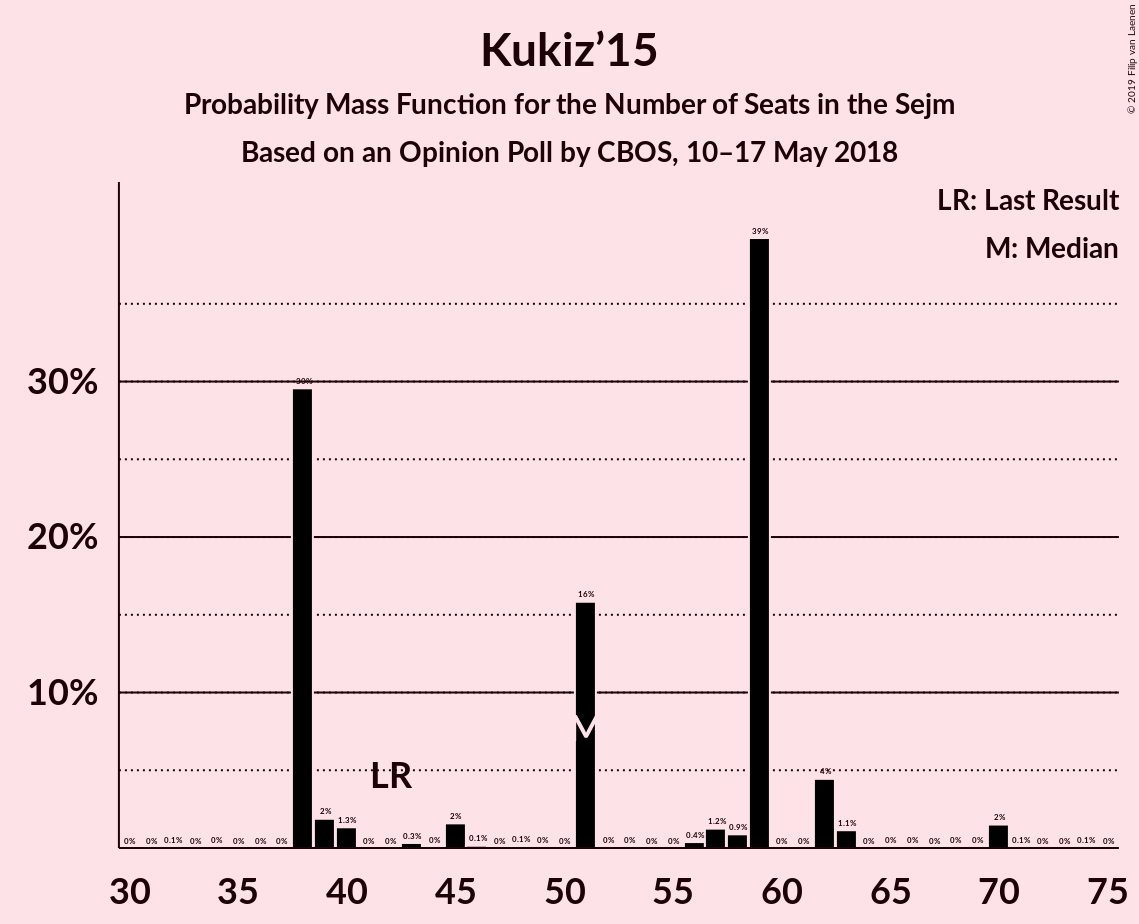 © 2019 Filip van Laenen
Kukiz’15
Probability Mass Function for the Number of Seats in the Sejm
Based on an Opinion Poll by CBOS, 10–17 May 2018
LR: Last Result
M: Median
30%
20%
10%
0% 0% 0.1% 0% 0% 0% 0% 0% 30% 2% 1.3% 0% 0% 0.3% 0% 2% 0.1% 0% 0.1% 0% 0% 16% 0% 0% 0% 0% 0.4% 1.2% 0.9% 39% 0% 0% 4% 1.1% 0% 0% 0% 0% 0% 0% 2% 0.1% 0% 0% 0.1% 0%
LR
M
30 35 40 45 50 55 60 65 70 75